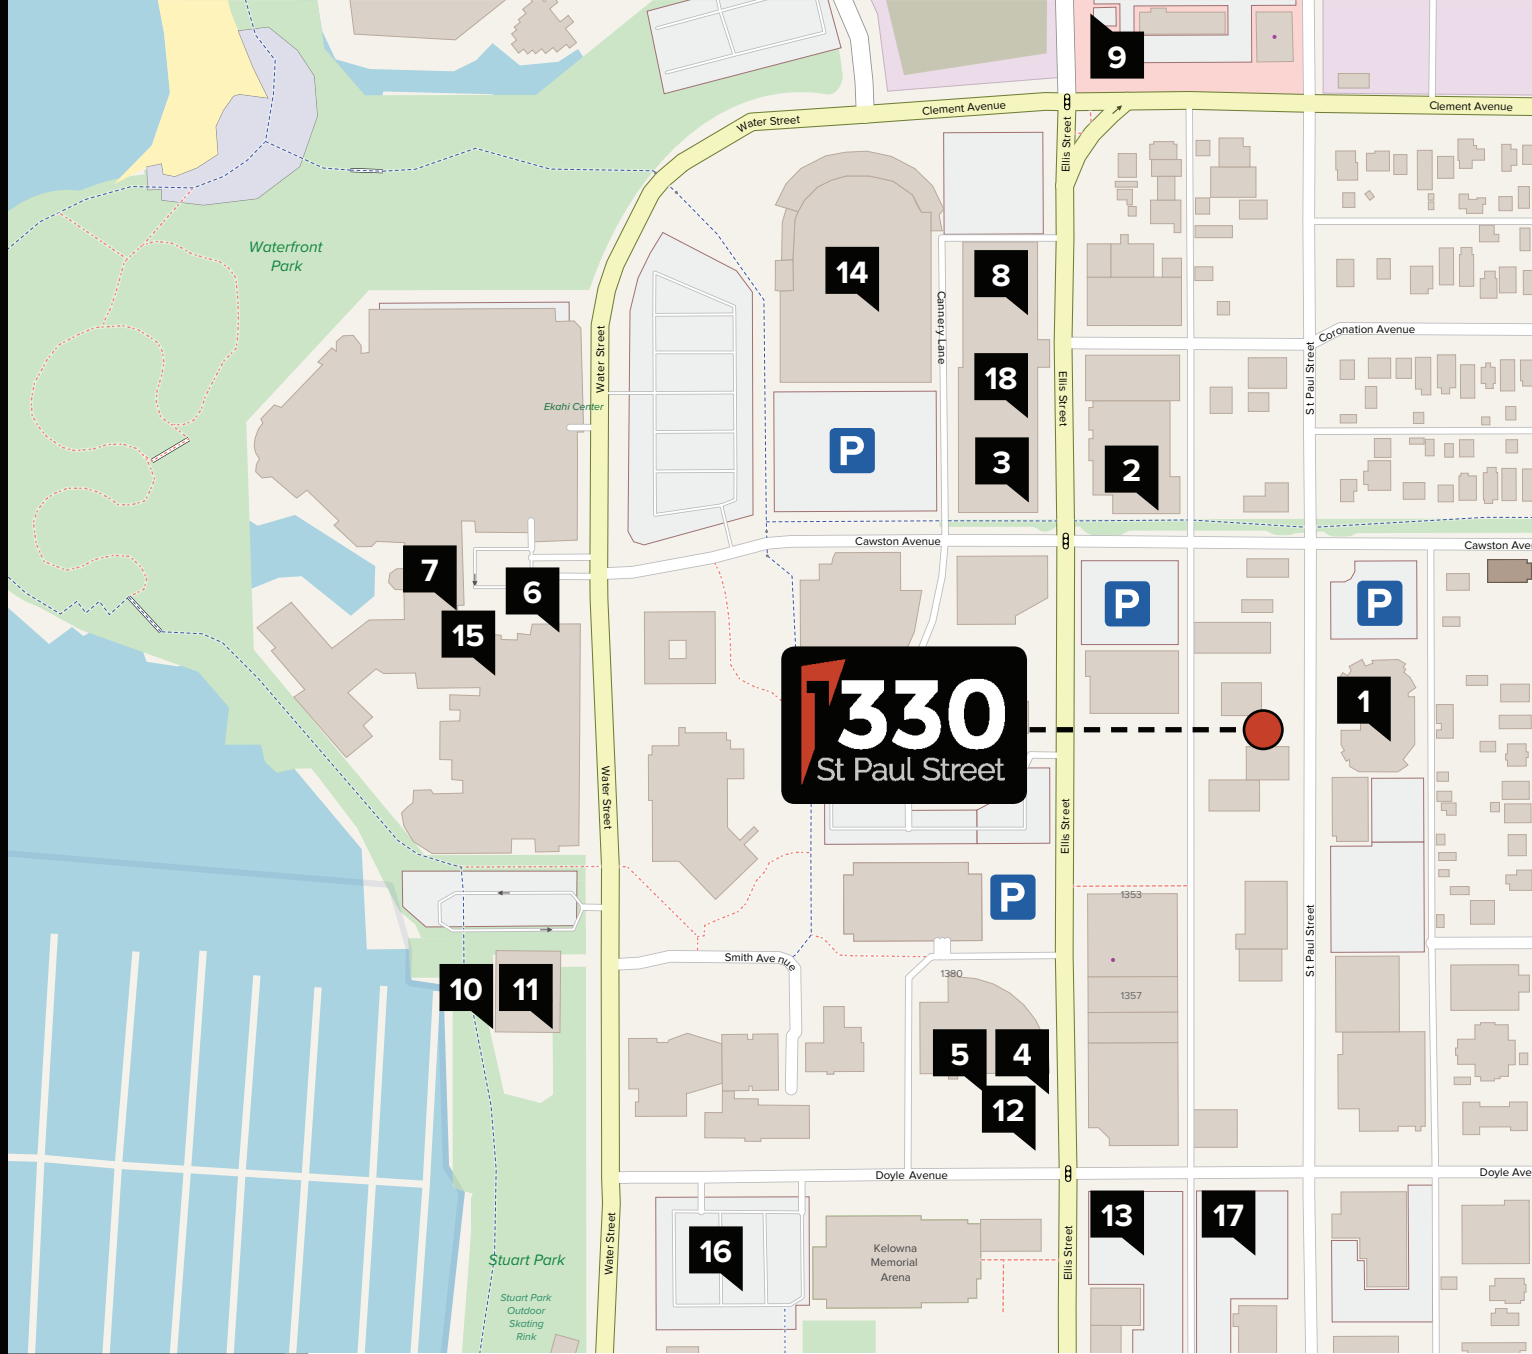 9
Clement Avenue
Clement Avenue
Water Street
Ellis Street
Waterfront
Park
14
8
Cannery Lane
Coronation Avenue
Water Street
18
Ellis Street
St Paul Street
Ekahi Center
P
3
2
Cawston Avenue
Cawston Ave
7
6
15
P
P
1330
St Paul Street
1
Water Street
Ellis Street
1353
P
St Paul Street
Smith Avenue
1380
1357
10
11
5
4
12
Doyle Avenue
Doyle Ave
13
17
16
Water Street
Ellis Street
Kelowna
Memorial
Arena
Stuart Park
Stuart Park
Outdoor
Skating
Rink